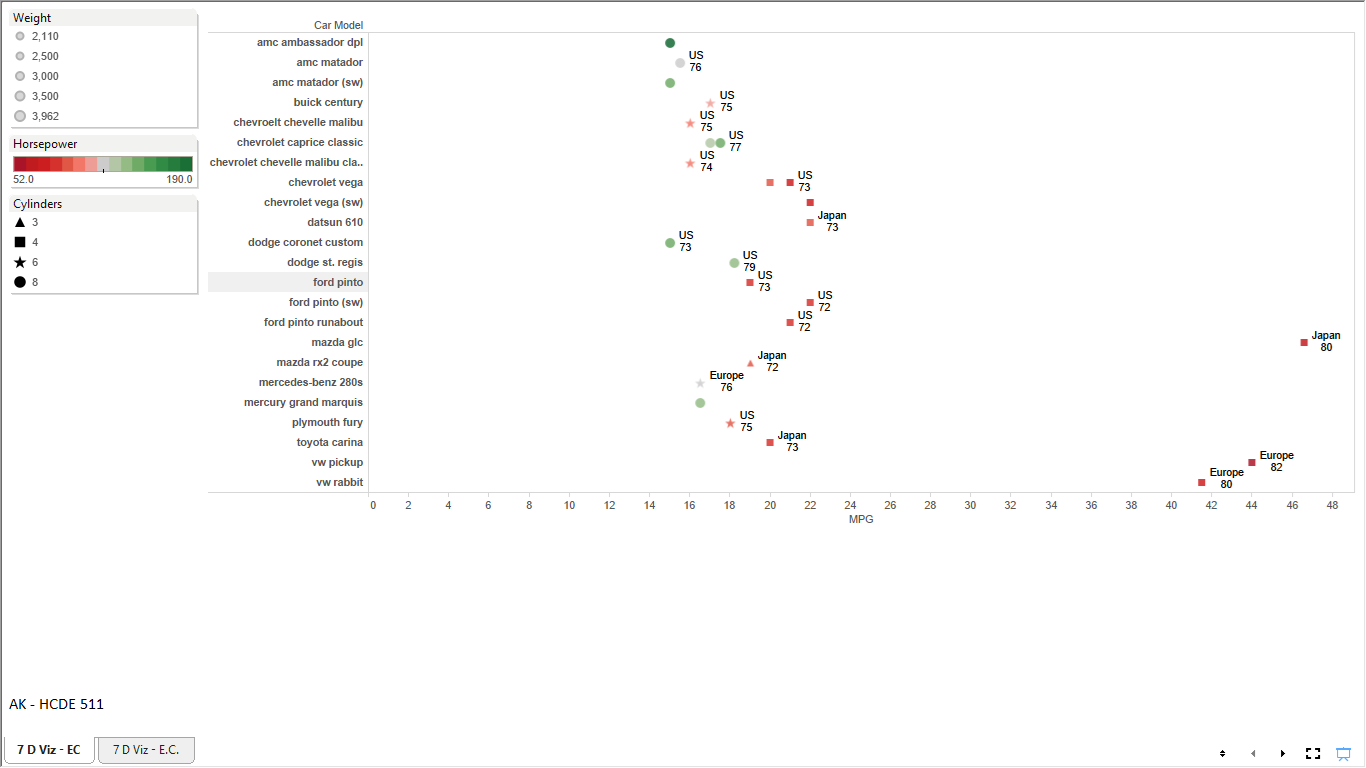 Weight
2,110
2,500
3,000
3,500
3,962
Horsepower
52.0 190.0
Cylinders
3
4
6
8
Car Model
amc ambassador dpl
amc matador
US
76
amc matador (sw)
buick century
US
75
chevroelt chevelle malibu
US
75
chevrolet caprice classic
US
77
chevrolet chevelle malibu cla..
US
74
chevrolet vega
US
73
chevrolet vega (sw)
datsun 610
Japan
73
dodge coronet custom
US
73
dodge st. regis
US
79
ford pinto
US
73
ford pinto (sw)
US
72
ford pinto runabout
US
72
mazda glc
Japan
80
mazda rx2 coupe
Japan
72
mercedes-benz 280s
Europe
76
mercury grand marquis
plymouth fury
US
75
toyota carina
Japan
73
vw pickup
Europe
82
vw rabbit
Europe
80
0 2 4 6 8 10 12 14 16 18 20 22 24 26 28 30 32 34 36 38 40 42 44 46 48
MPG
AK - HCDE 511
7 D Viz - EC 7 D Viz - E.C.